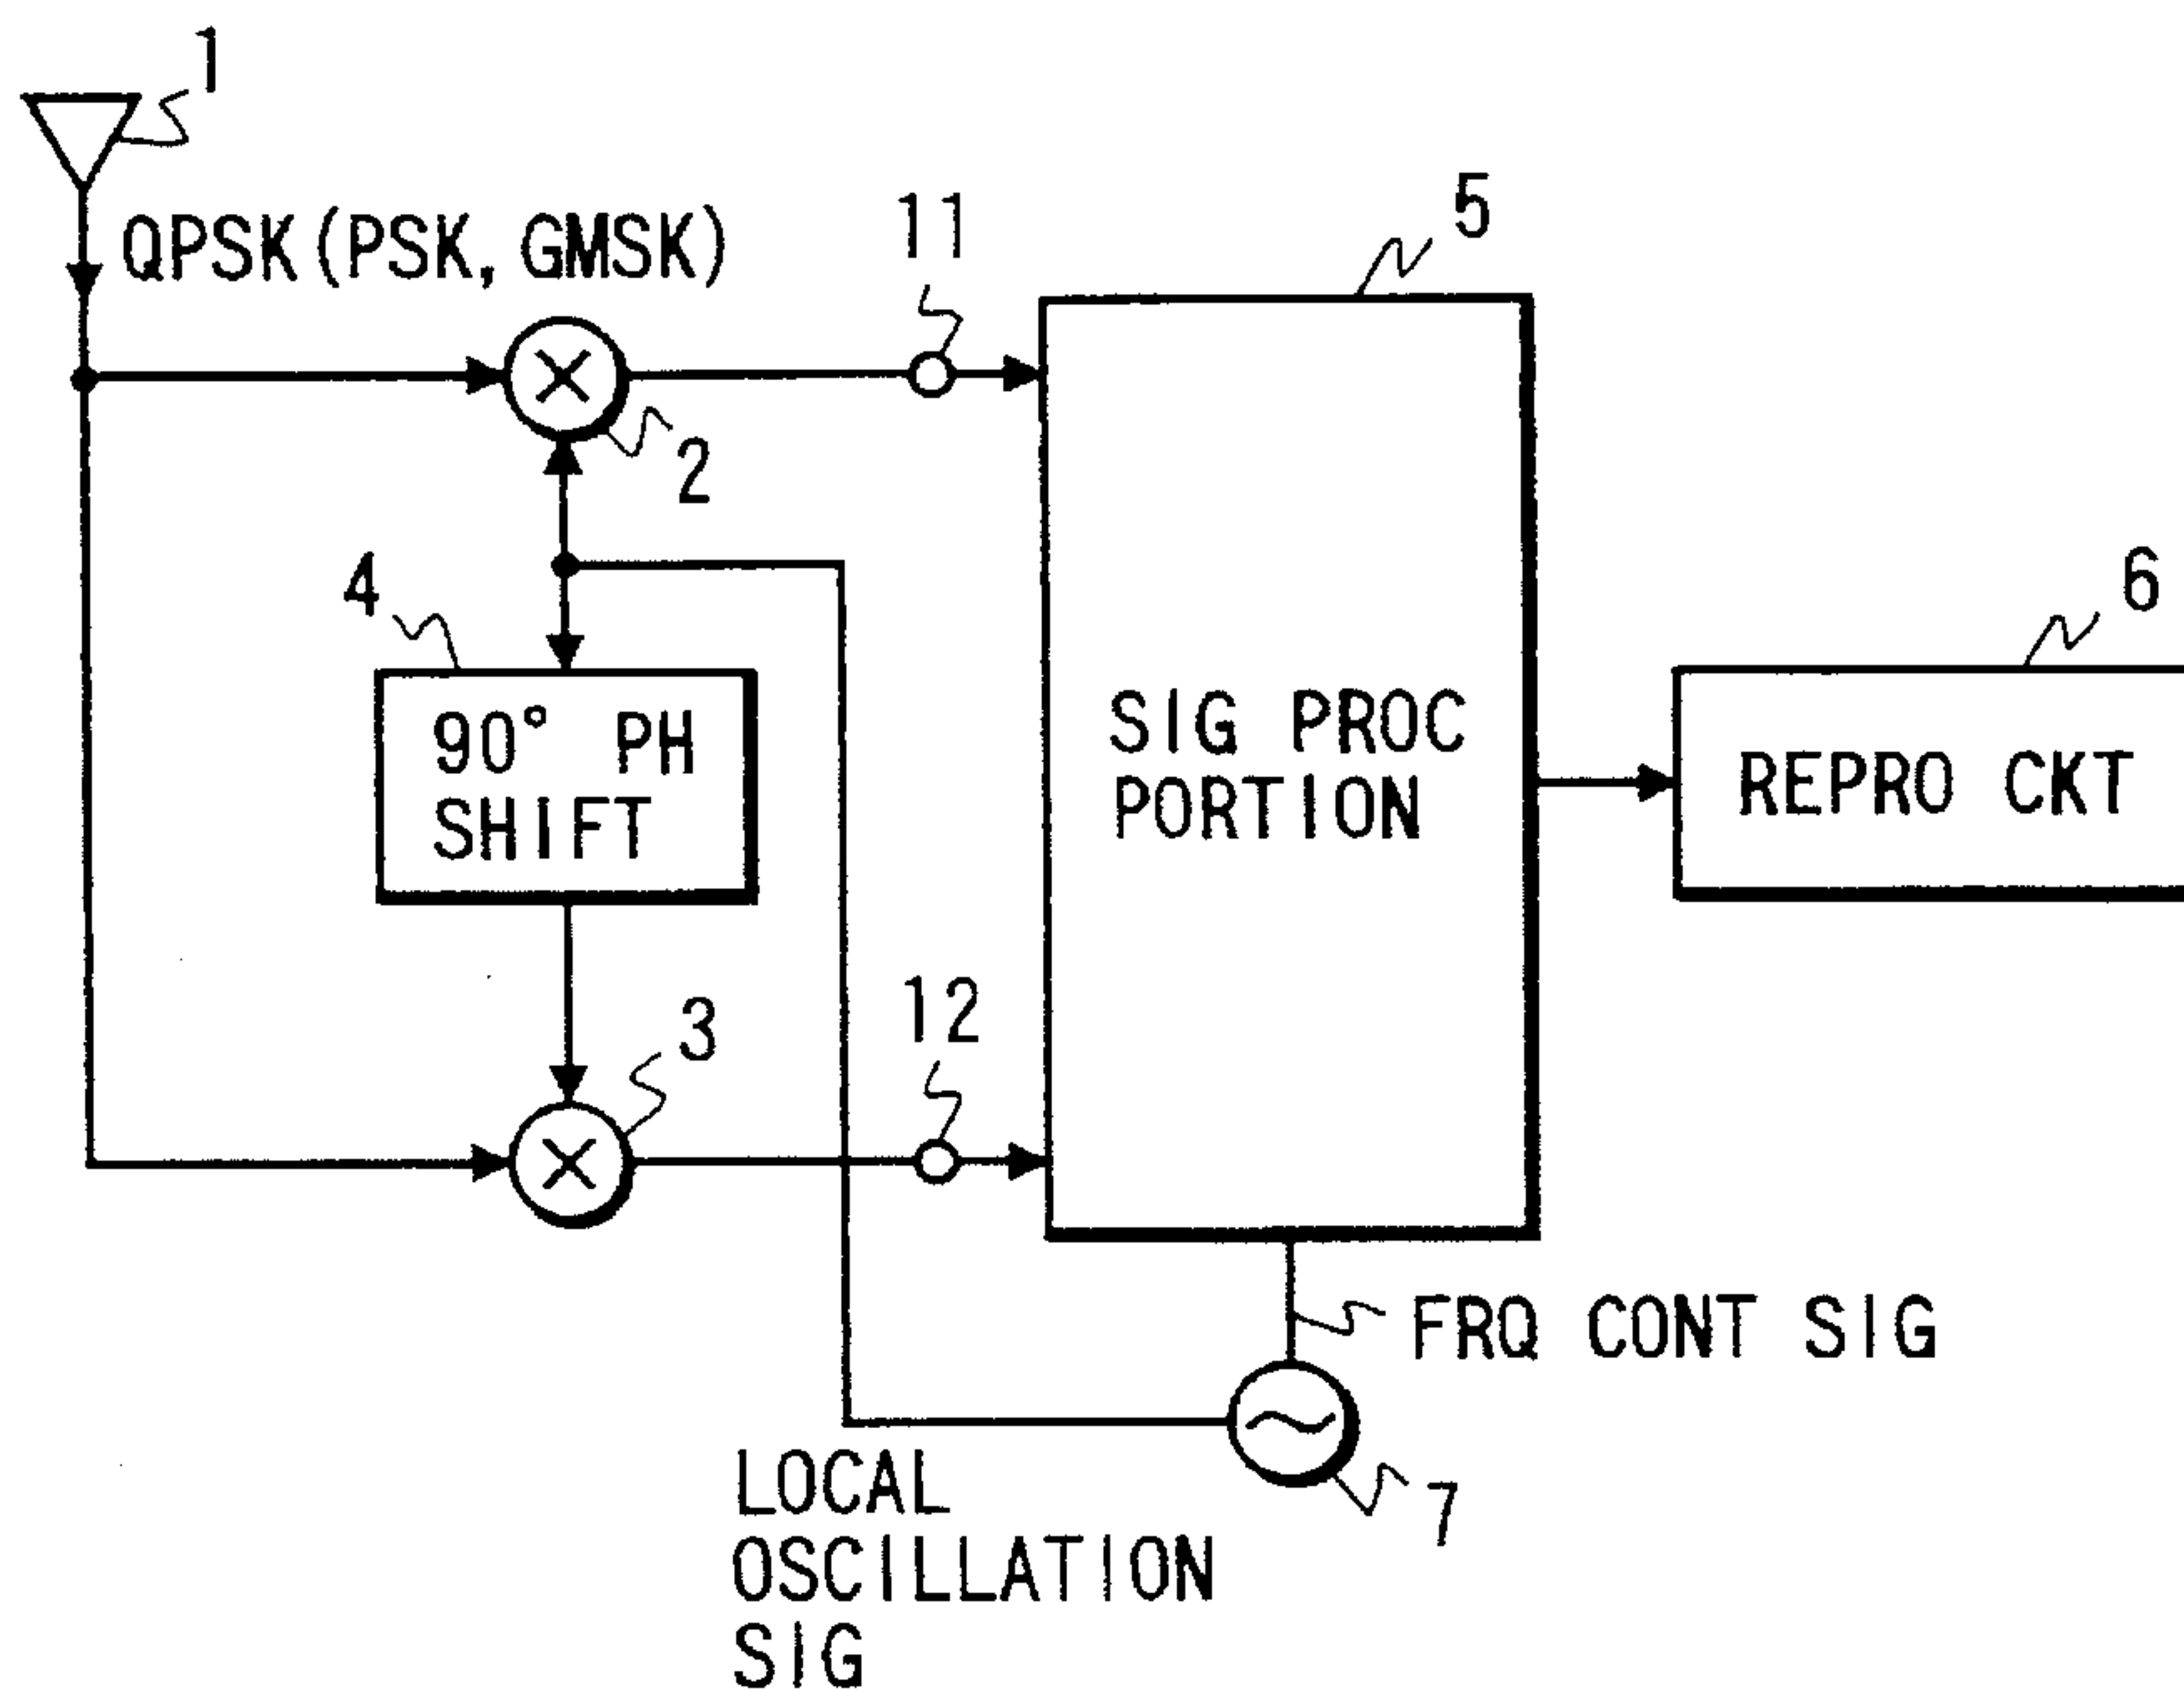 1
QPSK(PSK,GMSK)
11
5
2
4
6
90° PH
SHIFT
SIG PROC
PORTION
REPRO CKT
3
12
FRQ CONT SIG
7
LOCAL
OSCILLATION
SIG